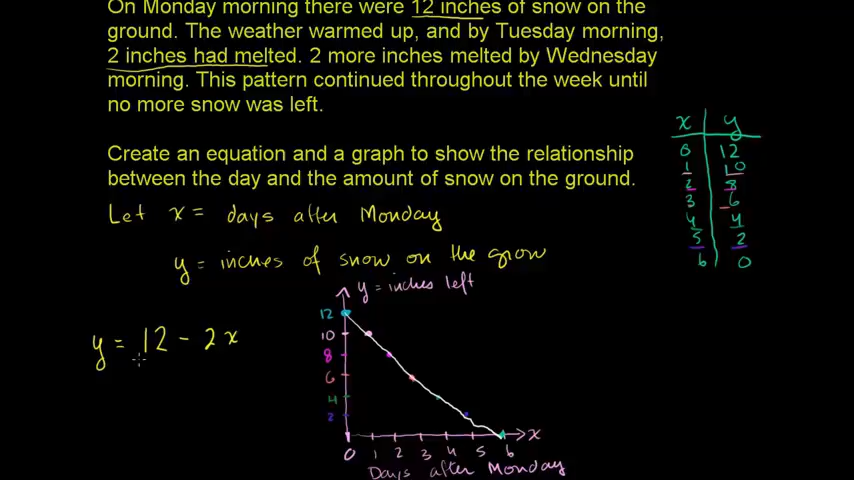 On Monday morning there were 12 inches of snow on the
ground. The weather warmed up, and by Tuesday morning,
2 inches had melted. 2 more inches melted by Wednesday
morning. This pattern continued throughout the week until
no more snow was left.
Create an equation and a graph to show the relationship
between the day and the amount of snow on the ground.
Let x = days after Monday
y = inches of snow on the grow
y = 12 - 2x
y = inches left
12
10
8
6
4
2
0 1 2 3 4 5 6 x
Days after Monday
x y
0 12
1 10
2 8
3 6
4 4
5 2
6 0